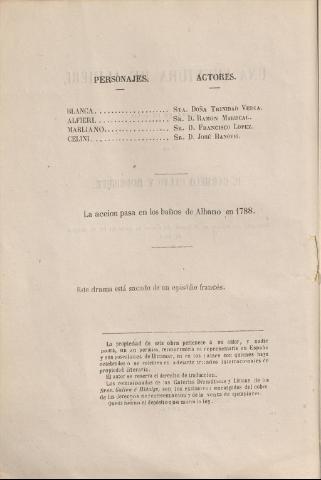 PERSONAJES. ACTORES.
BLANCA. . . . . . . . . . . . . . . . . . . STA. DOÑA TRINIDAD VEDIA.
ALFIERI. . . . . . . . . . . . . . . . . . . SR. D. RAMON MARISCAL.
MARLIANO. . . . . . . . . . . . . . . . . SR. D. FRANCISCO LOPEZ.
CELINI. . . . . . . . . . . . . . . . . . . . SR. D. JOSÉ
La accion pasa en los baños de Albano en 1788.
Este drama está sacado de un episodio francés.
La propiedad de esta obra pertenece á su autor, y nadie
podrá, sin su permiso, reimprimirla ni representarla en España
y sus posesiones de Ultramar, ni en los países con quienes haya
celebrados ó se celebren en adelante tratados internacionales de
propiedad literaria.
El autor se reserva el derecho de traduccion.
Los comisionados de las Galerías Dramáticas y Líricas de los
Sres. Gullon é Hidalgo, son los exclusivos encargados del cobro
de los derechos de representacion y de la venta de ejemplares.
Queda hecho el depósito que marca la ley.